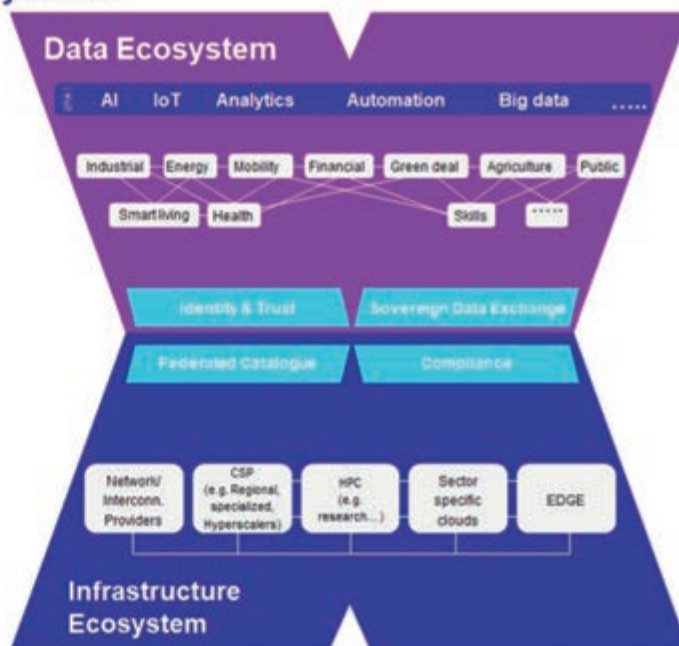 Data Ecosystem
AI IoT Analytics Automation Big data .....
Industrial Energy Mobility Financial Green deal Agriculture Public
Smart living Health Skills .....
Identity & Trust Sovereign Data Exchange
Federated Catalogue Compliance
Network/
Interconn.
Providers
CSP
(e.g. Regional,
specialized,
Hyperscalers)
HPC
(e.g.
research...)
Sector
specific
clouds
EDGE
Infrastructure
Ecosystem